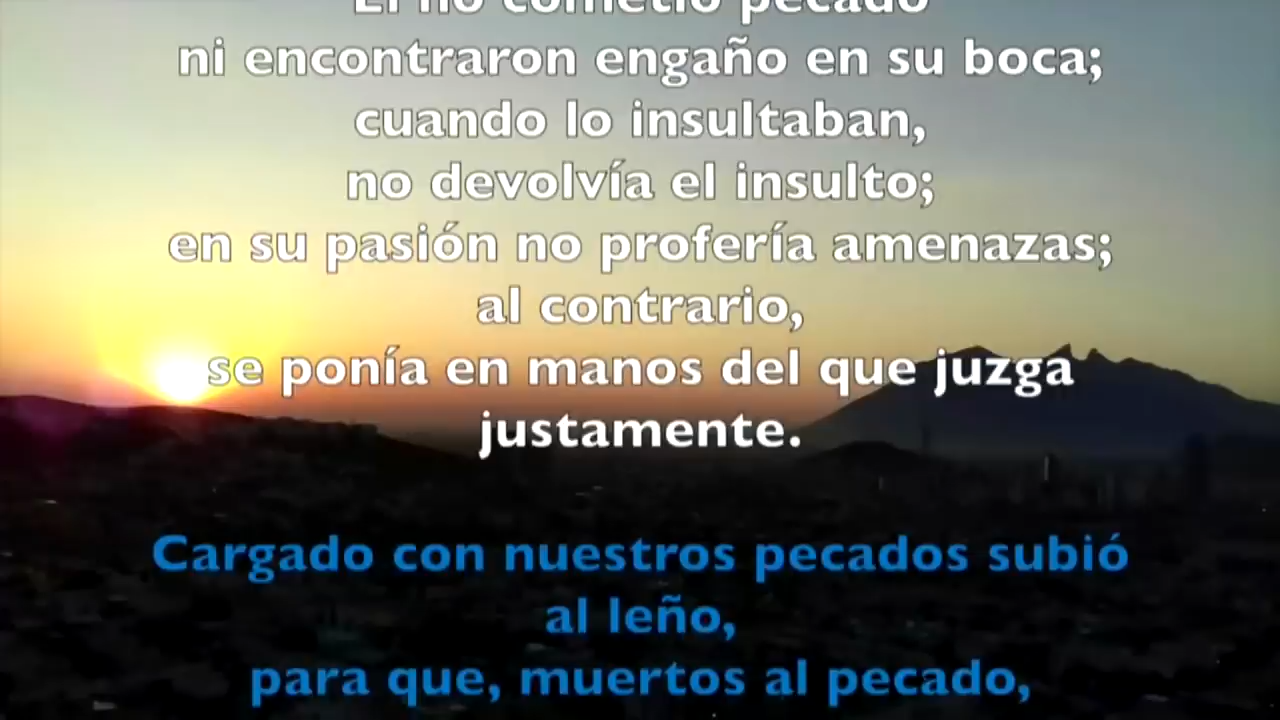 El no cometió pecado
ni encontraron engaño en su boca;
cuando lo insultaban,
no devolvía el insulto;
en su pasión no profería amenazas;
al contrario,
se ponía en manos del que juzga
justamente.
Cargado con nuestros pecados subió
al leño,
para que, muertos al pecado,